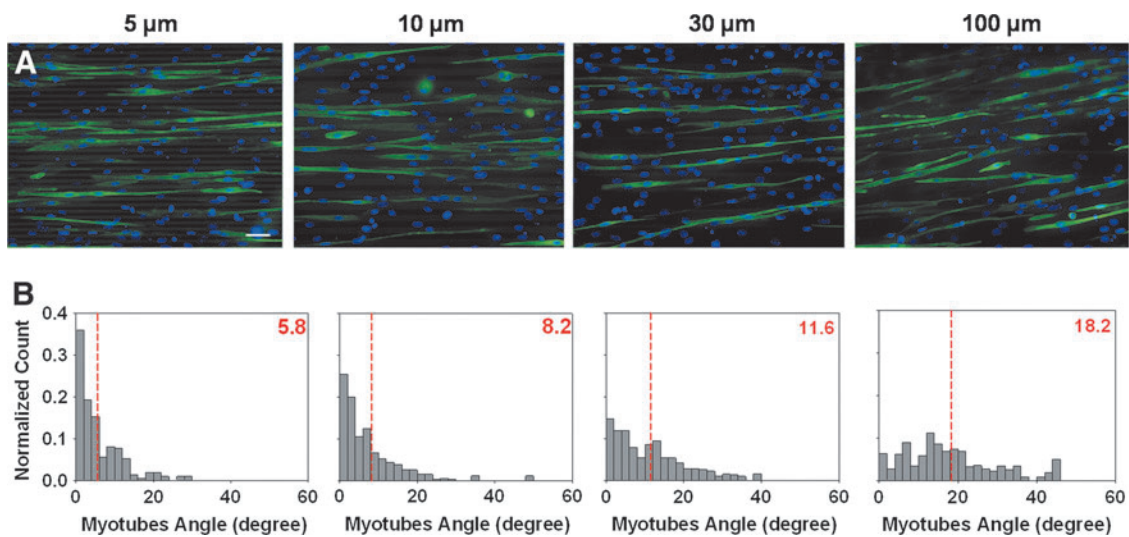 5 µm 10 µm 30 µm 100 µm
A
B
0.4 5.8 8.2 11.6 18.2
0.3
0.2
0.1
0.0
Normalized Count
0 20 40 60 0 20 40 60 0 20 40 60 0 20 40 60
Myotubes Angle (degree) Myotubes Angle (degree) Myotubes Angle (degree) Myotubes Angle (degree)